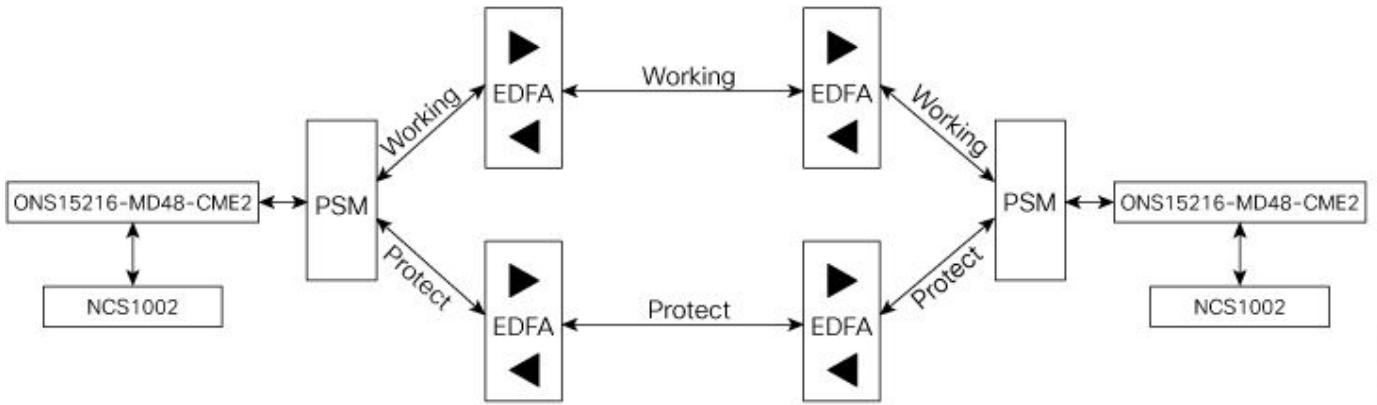 EDFA
Working
EDFA
Working
Working
ONS15216-MD48-CME2
PSM
PSM
ONS15216-MD48-CME2
Protect
Protect
NCS1002
EDFA
Protect
EDFA
NCS1002